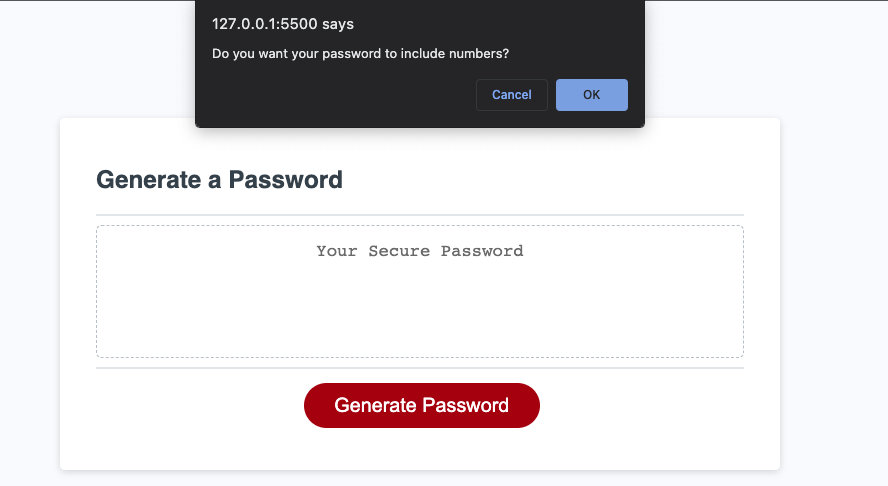 127.0.0.1:5500 says
Do you want your password to include numbers?
Cancel OK
Generate a Password
Your Secure Password
Generate Password